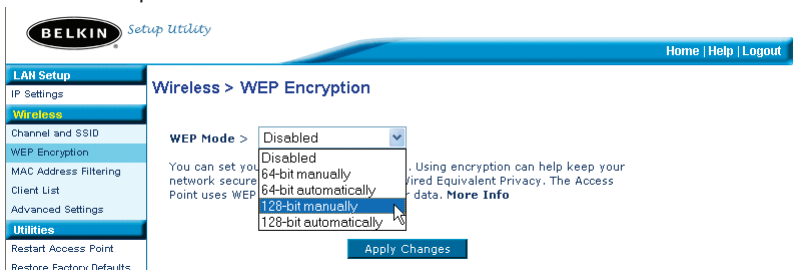 BELKIN Setup Utility
Home | Help | Logout
LAN Setup
IP Settings
Wireless
Channel and SSID
WEP Encryption
MAC Address Filtering
Client List
Advanced Settings
Utilities
Restart Access Point
Restore Factory Defaults
Wireless > WEP Encryption
WEP Mode > Disabled
Disabled
64-bit manually
64-bit automatically
128-bit manually
128-bit automatically
You can set you . Using encryption can help keep your
network secure Wired Equivalent Privacy. The Access
Point uses WEP data. More Info
Apply Changes